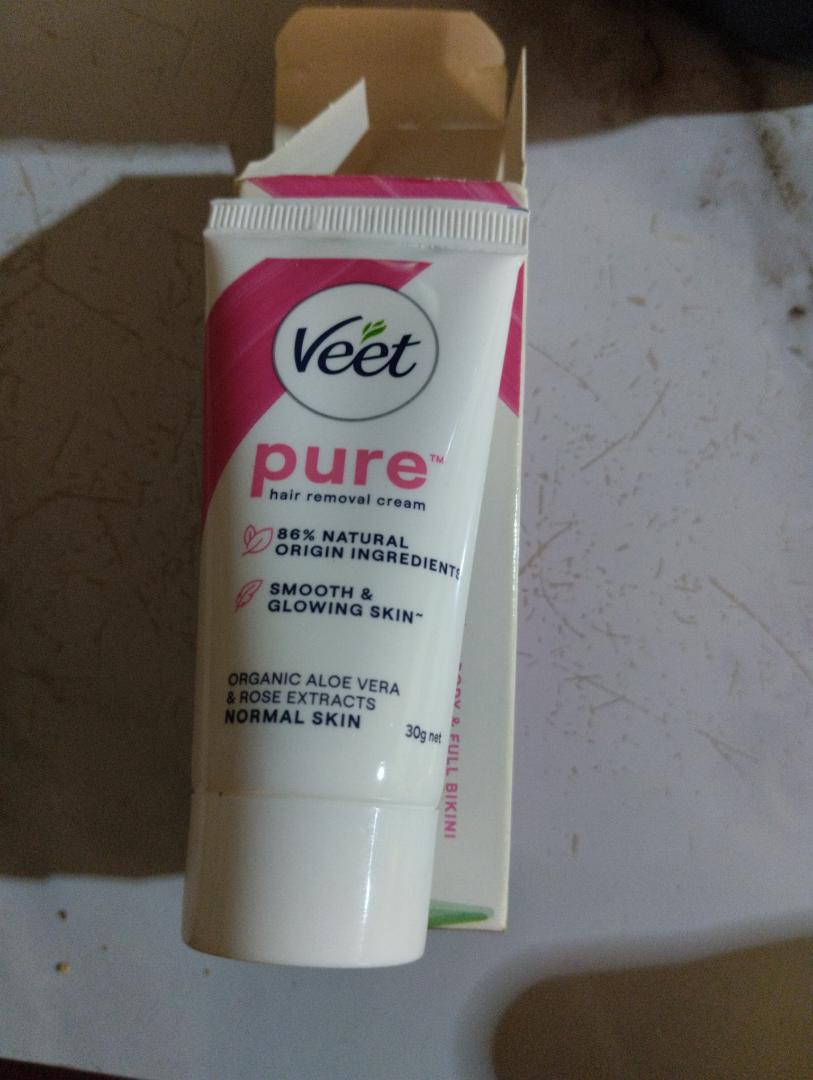 Veet
pure™
hair removal cream
86% NATURAL
ORIGIN INGREDIENTS
SMOOTH &
GLOWING SKIN~
ORGANIC ALOE VERA
& ROSE EXTRACTS
NORMAL SKIN
30g net
& FULL BIKINI